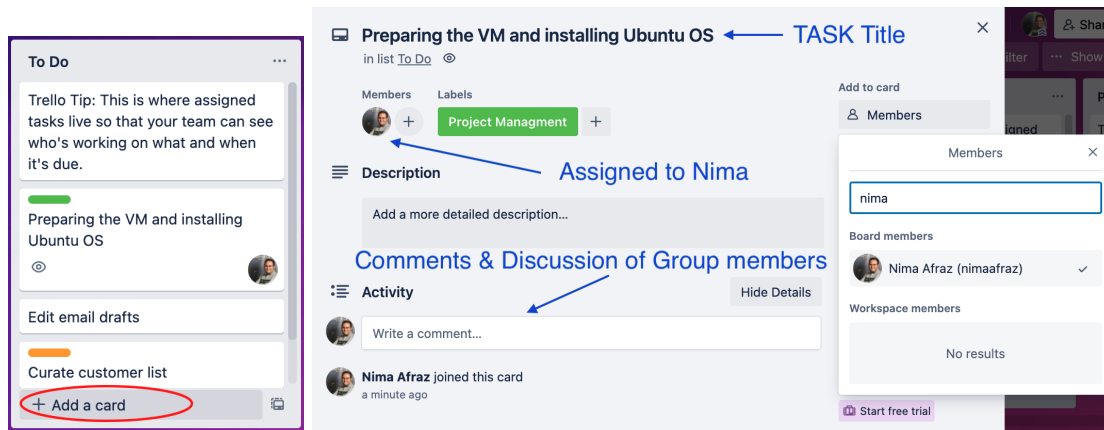 To Do
Trello Tip: This is where assigned
tasks live so that your team can see
who's working on what and when
it's due.
Preparing the VM and installing
Ubuntu OS
Edit email drafts
Curate customer list
+ Add a card
Preparing the VM and installing Ubuntu OS
TASK Title
in list To Do
Members
Labels
Project Managment
+
+
Assigned to Nima
Description
Add a more detailed description...
Comments & Discussion of Group members
Activity
Hide Details
Write a comment...
Nima Afraz joined this card
a minute ago
Add to card
Members
Members
nima
Board members
Nima Afraz (nimaafraz)
Workspace members
No results
Start free trial
Shar
ilter
Show
igned
P
T